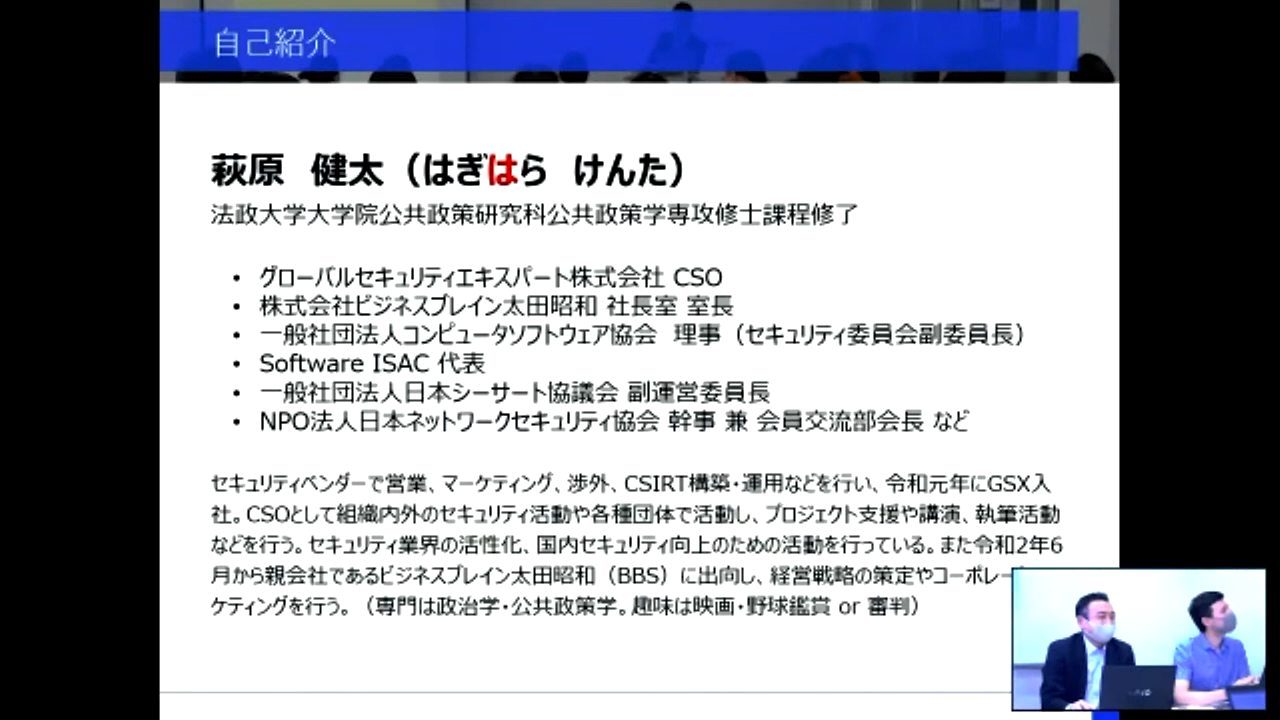 自己紹介
萩原 健太（はぎはら けんた）
法政大学大学院公共政策研究科公共政策学専攻修士課程修了
• グローバルセキュリティエキスパート株式会社 CSO
• 株式会社ビジネスブレイン太田昭和 社長室 室長
• 一般社団法人コンピュータソフトウェア協会 理事（セキュリティ委員会副委員長）
• Software ISAC 代表
• 一般社団法人日本シーサート協議会 副運営委員長
• NPO法人日本ネットワークセキュリティ協会 幹事 兼 会員交流部会長 など
セキュリティベンダーで営業、マーケティング、渉外、CSIRT構築・運用などを行い、令和元年にGSX入
社。CSOとして組織内外のセキュリティ活動や各種団体で活動し、プロジェクト支援や講演、執筆活動
などを行う。セキュリティ業界の活性化、国内セキュリティ向上のための活動を行っている。また令和2年6
月から親会社であるビジネスブレイン太田昭和（BBS）に出向し、経営戦略の策定やコーポレー
ケティングを行う。（専門は政治学・公共政策学。趣味は映画・野球鑑賞 or 審判）